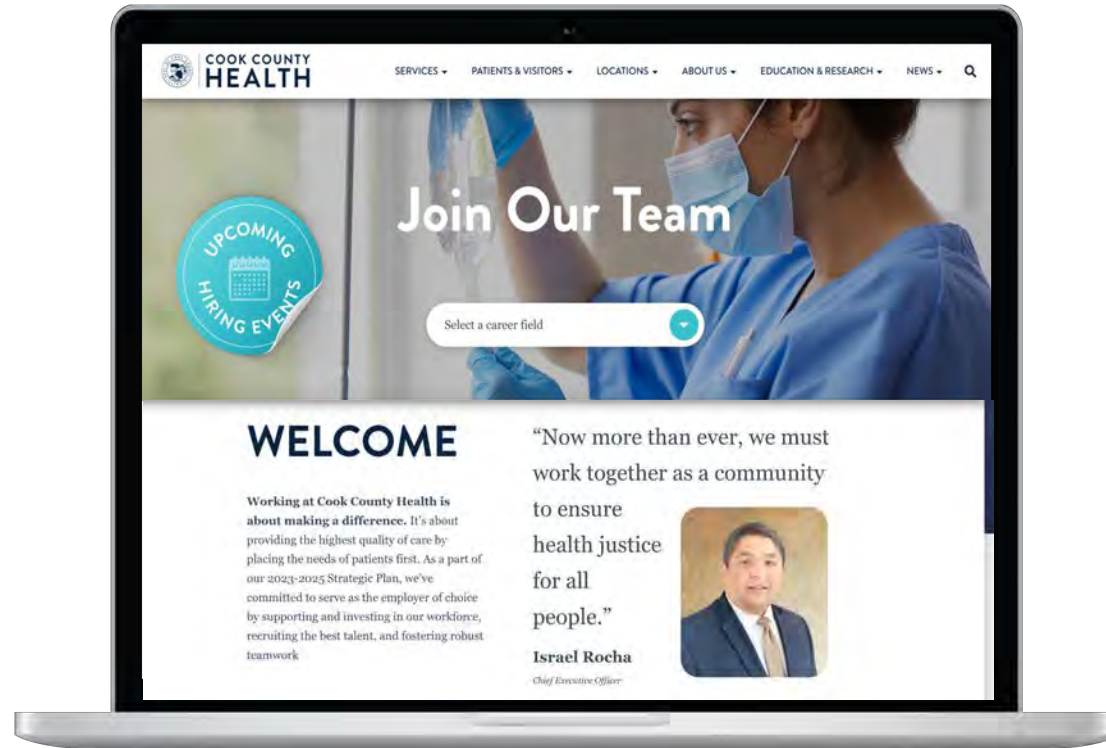 COOK COUNTY
HEALTH
SERVICES
PATIENTS & VISITORS
LOCATIONS
ABOUT US
EDUCATION & RESEARCH
NEWS
Join Our Team
UPCOMING
HIRING EVENTS
Select a career field
WELCOME
Working at Cook County Health is
about making a difference. It's about
providing the highest quality of care by
placing the needs of patients first. As a part of
our 2023-2025 Strategic Plan, we've
committed to serve as the employer of choice
by supporting and investing in our workforce,
recruiting the best talent, and fostering robust
teamwork
“Now more than ever, we must
work together as a community
to ensure
health justice
for all
people.”
Israel Rocha
Chief Executive Officer